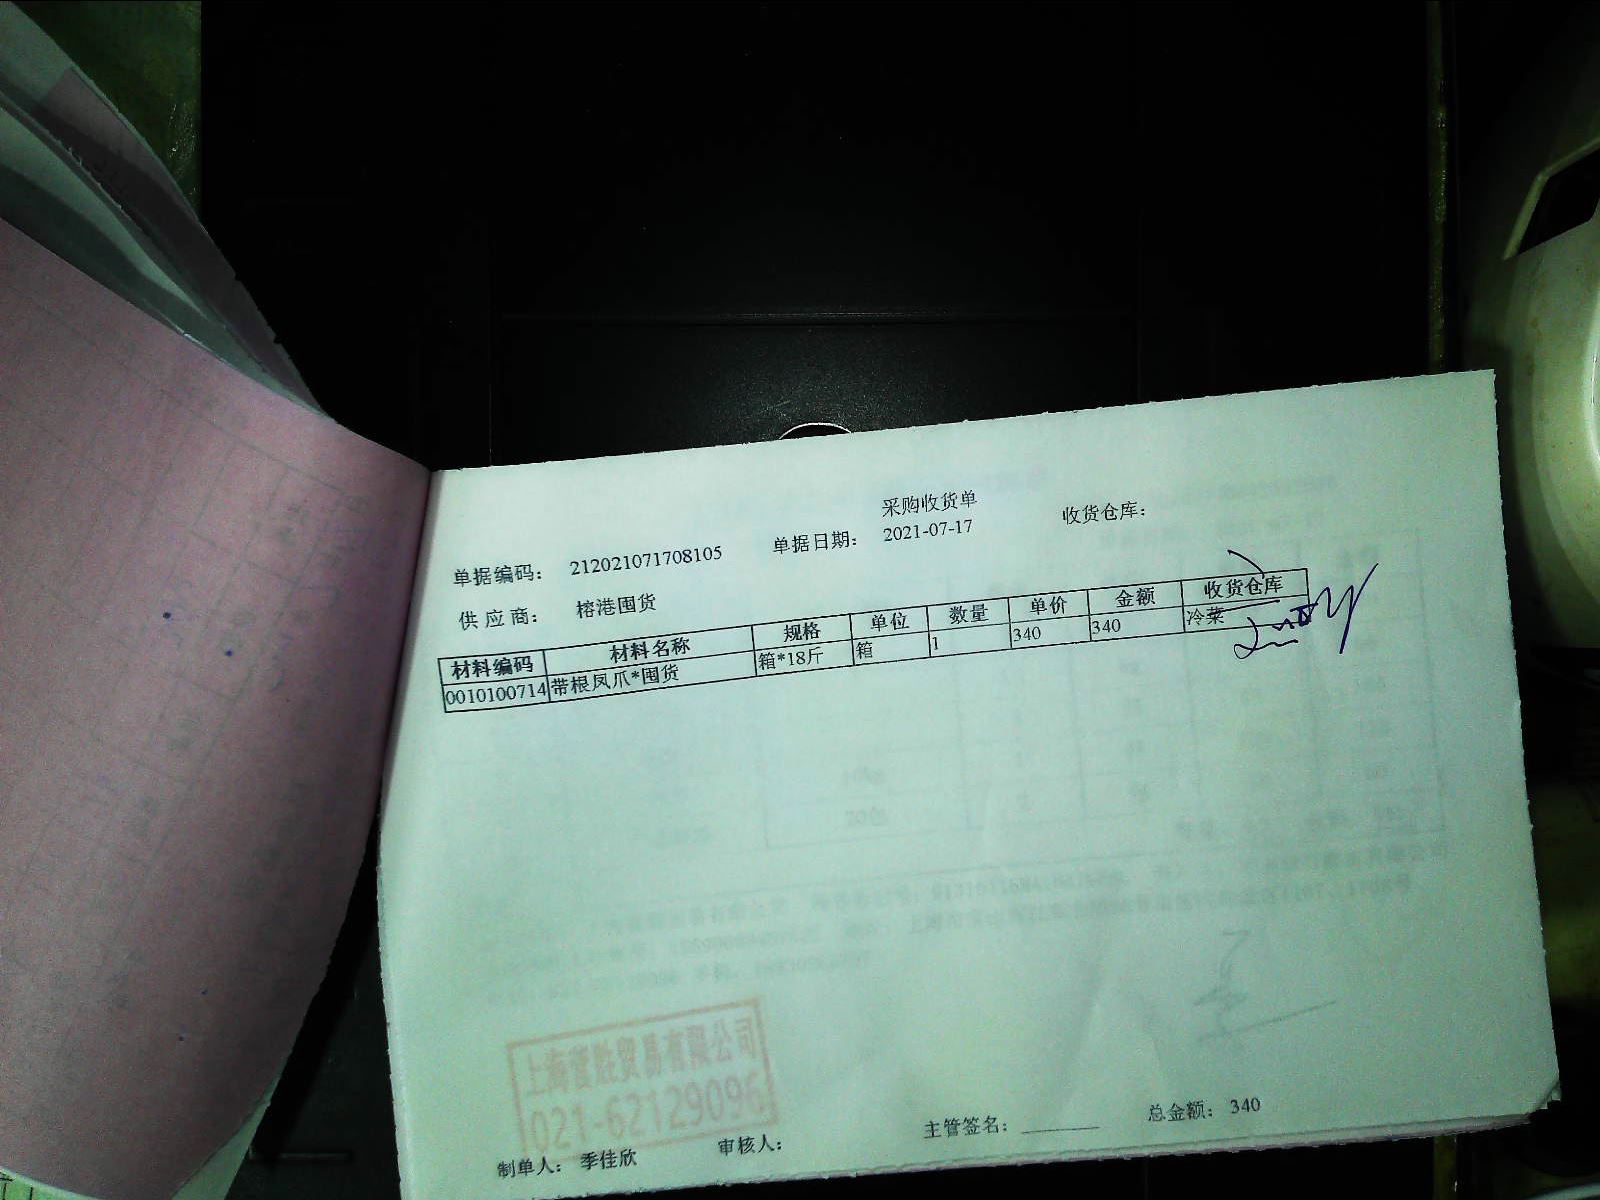 采购收货单
单据编码: 212021071708105 单据日期: 2021-07-17 收货仓库:
供应商: 榕港囤货
材料编码 材料名称 规格 单位 数量 单价 金额 收货仓库
0010100714 带根凤爪*囤货 箱*18斤 箱 1 340 340 冷菜
上海萱胜贸易有限公司
021-62129096
制单人: 季佳欣 审核人: 主管签名: 总金额: 340